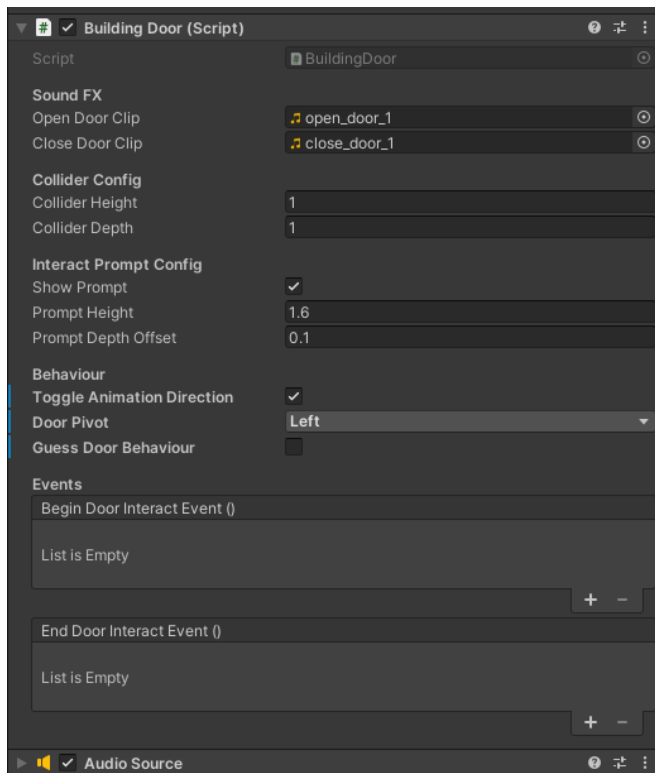 Building Door (Script)
Script BuildingDoor
Sound FX
Open Door Clip open_door_1
Close Door Clip close_door_1
Collider Config
Collider Height 1
Collider Depth 1
Interact Prompt Config
Show Prompt
Prompt Height 1.6
Prompt Depth Offset 0.1
Behaviour
Toggle Animation Direction
Door Pivot Left
Guess Door Behaviour
Events
Begin Door Interact Event ()
List is Empty
+ −
End Door Interact Event ()
List is Empty
+ −
Audio Source